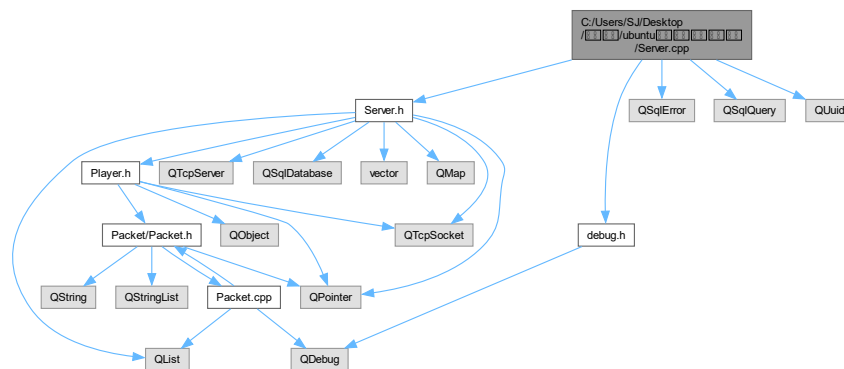 C:/Users/SJ/Desktop
/ /ubuntu
/Server.cpp
Server.h
QSqlError
QSqlQuery
QUuid
Player.h
QTcpServer
QSqlDatabase
vector
QMap
Packet/Packet.h
QObject
QTcpSocket
debug.h
QString
QStringList
Packet.cpp
QPointer
QList
QDebug